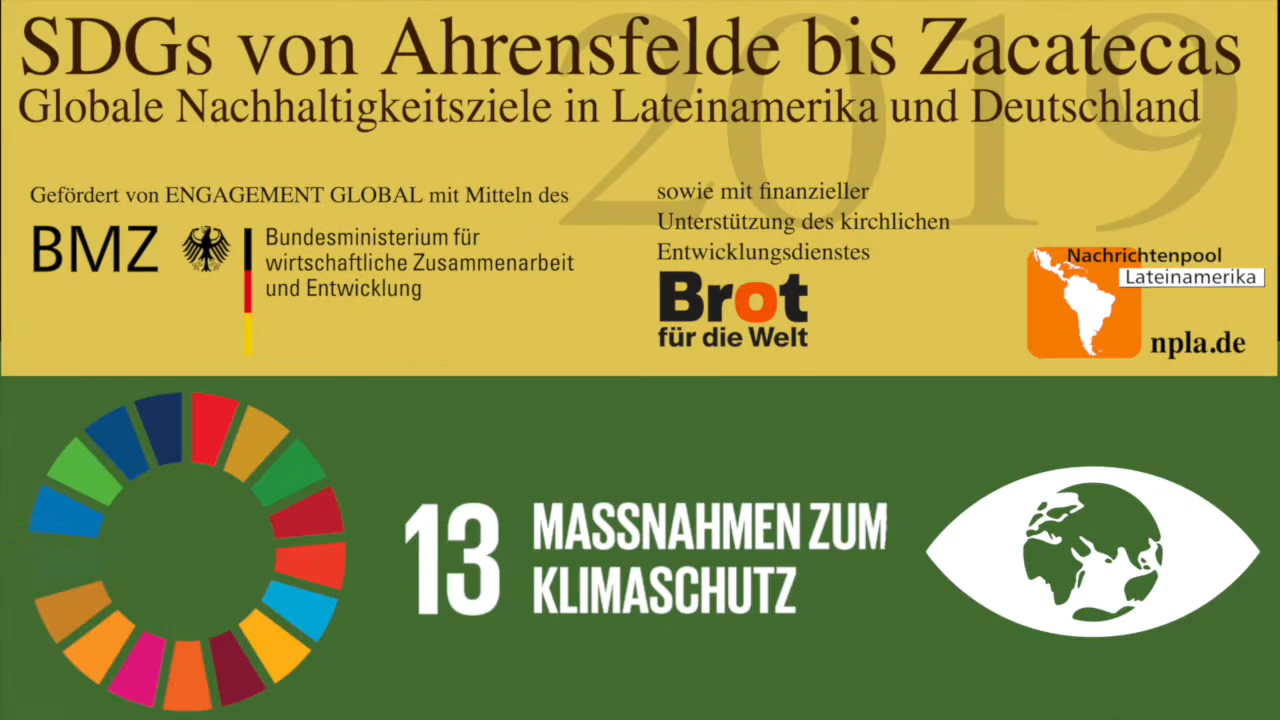 SDGs von Ahrensfelde bis Zacatecas
Globale Nachhaltigkeitsziele in Lateinamerika und Deutschland
2019
Gefördert von ENGAGEMENT GLOBAL mit Mitteln des
BMZ
Bundesministerium für
wirtschaftliche Zusammenarbeit
und Entwicklung
sowie mit finanzieller
Unterstützung des kirchlichen
Entwicklungsdienstes
Brot
für die Welt
Nachrichtenpool
Lateinamerika
npla.de
13
MASSNAHMEN ZUM
KLIMASCHUTZ